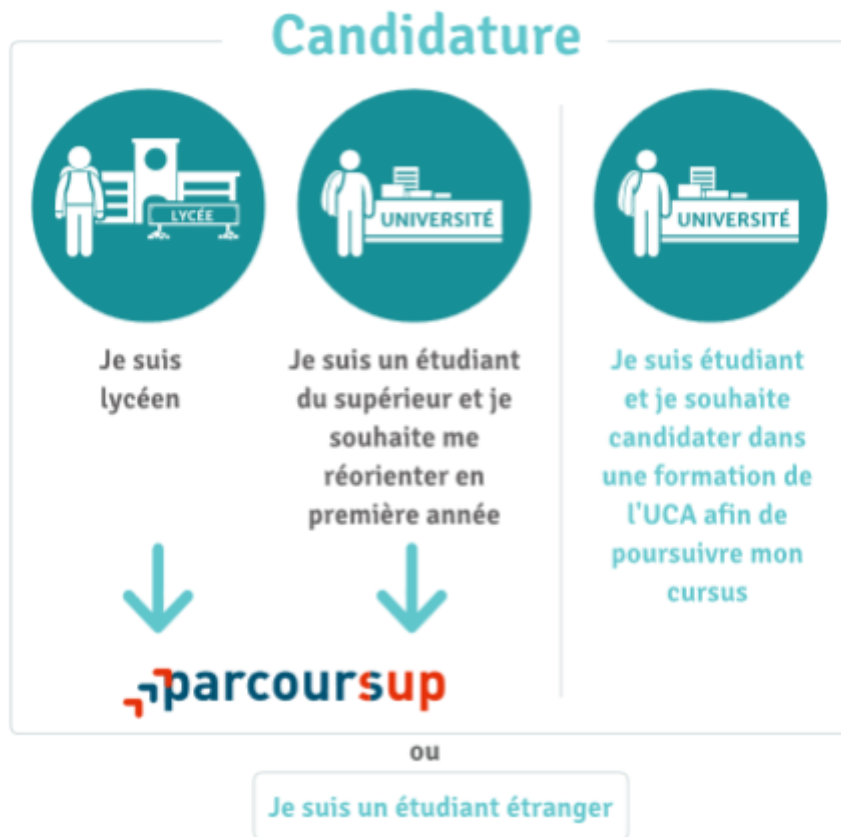 Candidature
LYCÉE
UNIVERSITÉ
UNIVERSITÉ
Je suis
lycéen
Je suis un étudiant
du supérieur et je
souhaite me
réorienter en
première année
Je suis étudiant
et je souhaite
candidater dans
une formation de
l'UCA afin de
poursuivre mon
cursus
parcoursup
ou
Je suis un étudiant étranger